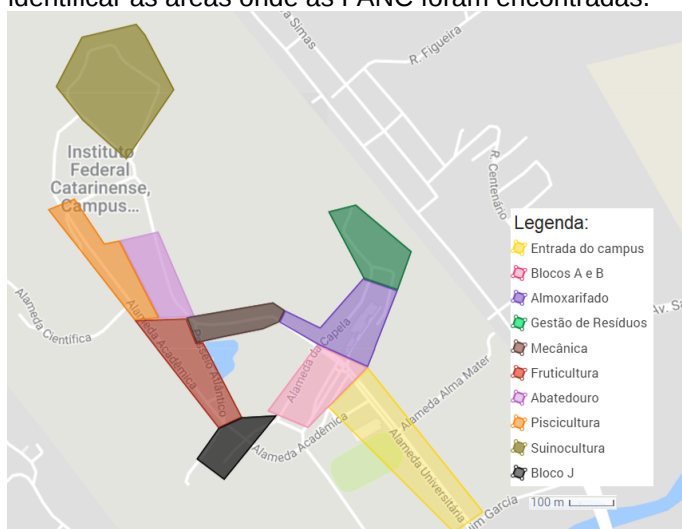 identificar as áreas onde as PANC foram encontradas.
Simas
R. Figueira
R. Centenário
Instituto
Federal
Catarinense,
Campus...
Legenda:
Entrada do campus
Blocos A e B
Almoxarifado
Gestão de Resíduos
Mecânica
Fruticultura
Abatedouro
Piscicultura
Suinocultura
Bloco J
100 m
Alameda Científica
Alameda Acadêmica
Passeio Atlântico
Alameda da Capela
Alameda Alma Mater
Alameda Acadêmica
Alameda Universitária
Garcia